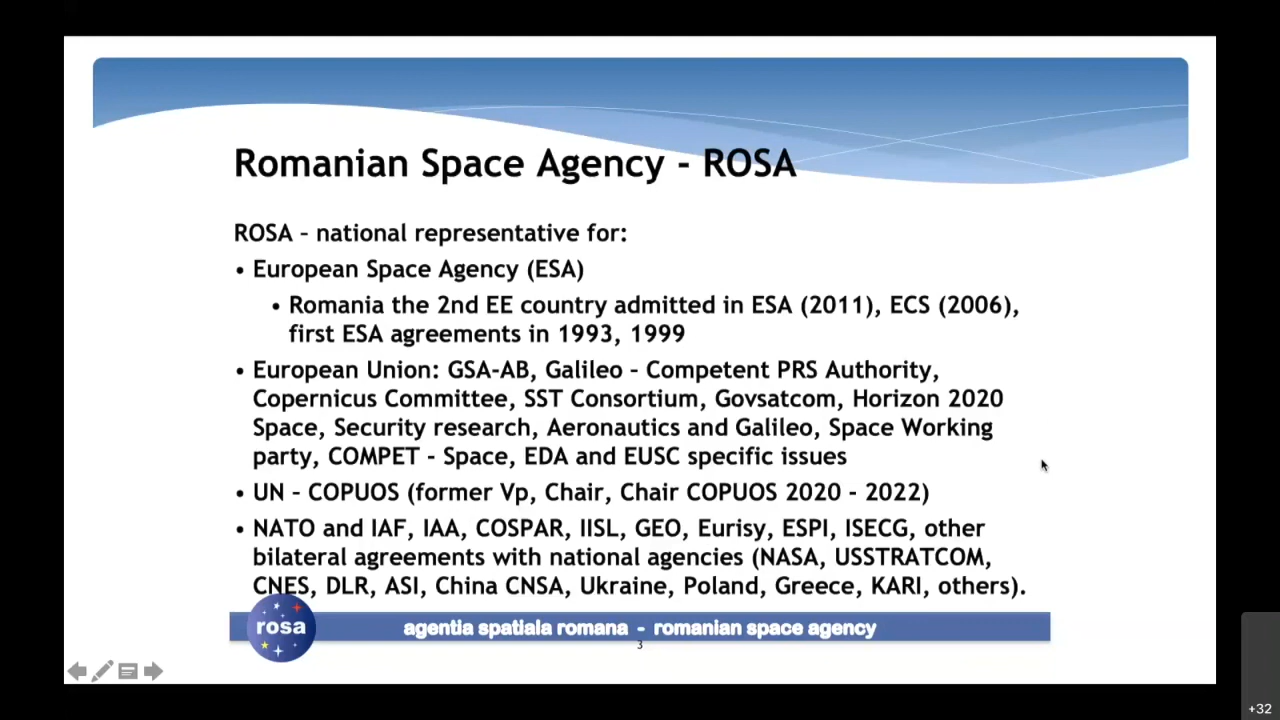 Romanian Space Agency - ROSA
ROSA – national representative for:
• European Space Agency (ESA)
• Romania the 2nd EE country admitted in ESA (2011), ECS (2006),
first ESA agreements in 1993, 1999
• European Union: GSA-AB, Galileo – Competent PRS Authority,
Copernicus Committee, SST Consortium, Govsatcom, Horizon 2020
Space, Security research, Aeronautics and Galileo, Space Working
party, COMPET - Space, EDA and EUSC specific issues
• UN – COPUOS (former Vp, Chair, Chair COPUOS 2020 - 2022)
• NATO and IAF, IAA, COSPAR, IISL, GEO, Eurisy, ESPI, ISECG, other
bilateral agreements with national agencies (NASA, USSTRATCOM,
CNES, DLR, ASI, China CNSA, Ukraine, Poland, Greece, KARI, others).
rosa
agentia spatiala romana - romanian space agency
3
+32